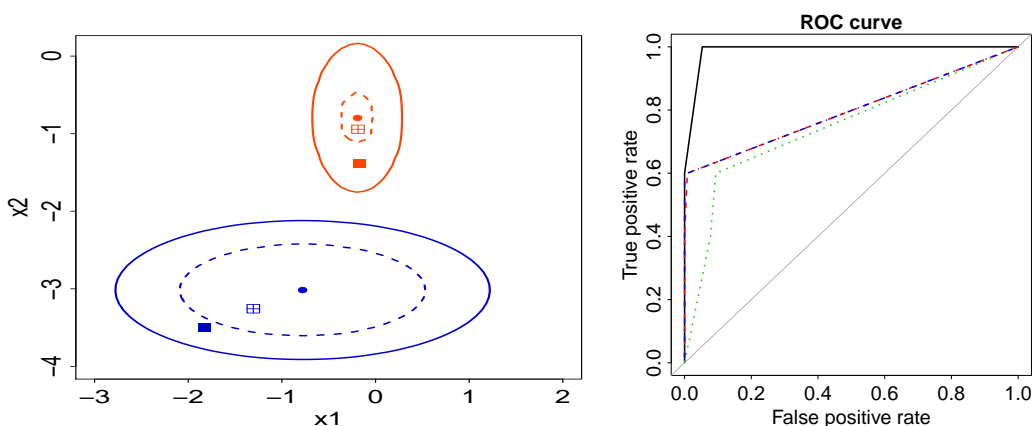 x2
0
−1
−2
−3
−4
−3 −2 −1 0 1 2
x1
ROC curve
True positive rate
1.0
0.8
0.6
0.4
0.2
0.0
0.0 0.2 0.4 0.6 0.8 1.0
False positive rate